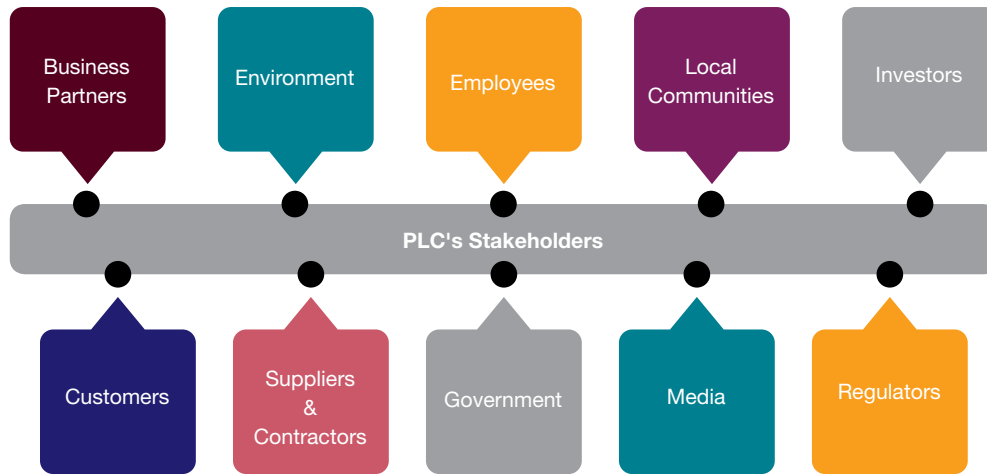 Business
Partners
Environment
Employees
Local
Communities
Investors
PLC's Stakeholders
Customers
Suppliers
&
Contractors
Government
Media
Regulators